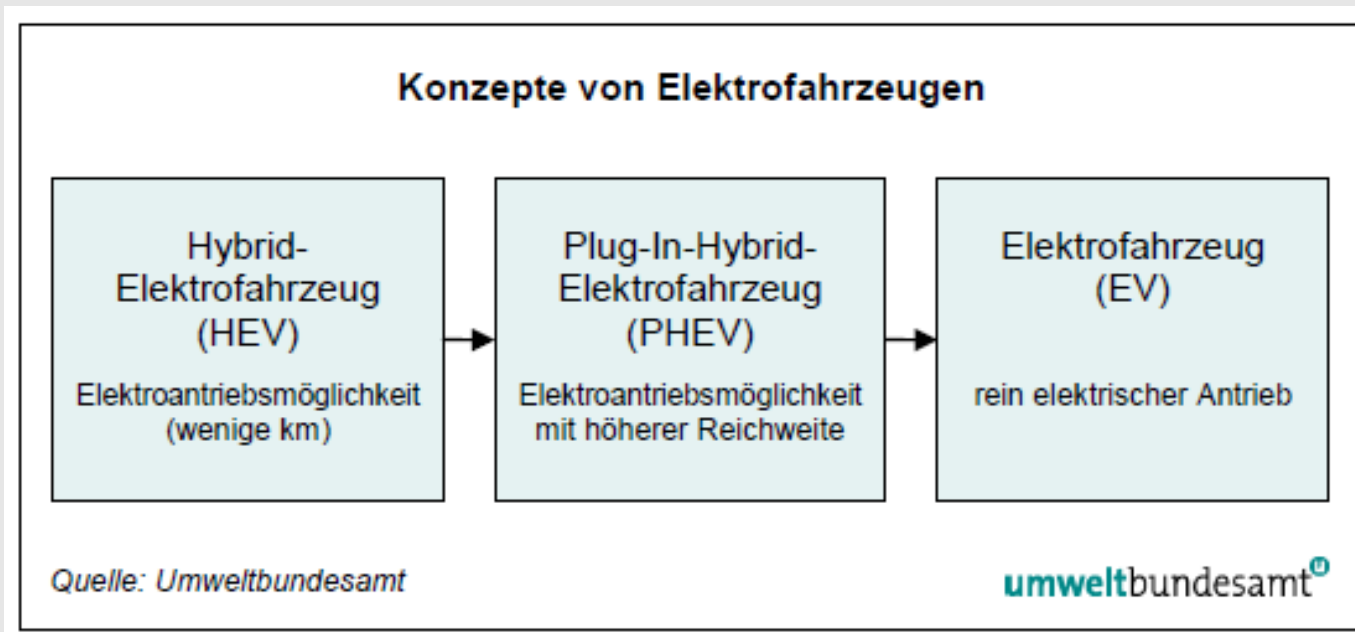 Konzepte von Elektrofahrzeugen
Hybrid-
Elektrofahrzeug
(HEV)
Elektroantriebsmöglichkeit
(wenige km)
Plug-In-Hybrid-
Elektrofahrzeug
(PHEV)
Elektroantriebsmöglichkeit
mit höherer Reichweite
Elektrofahrzeug
(EV)
rein elektrischer Antrieb
Quelle: Umweltbundesamt
umweltbundesamt u